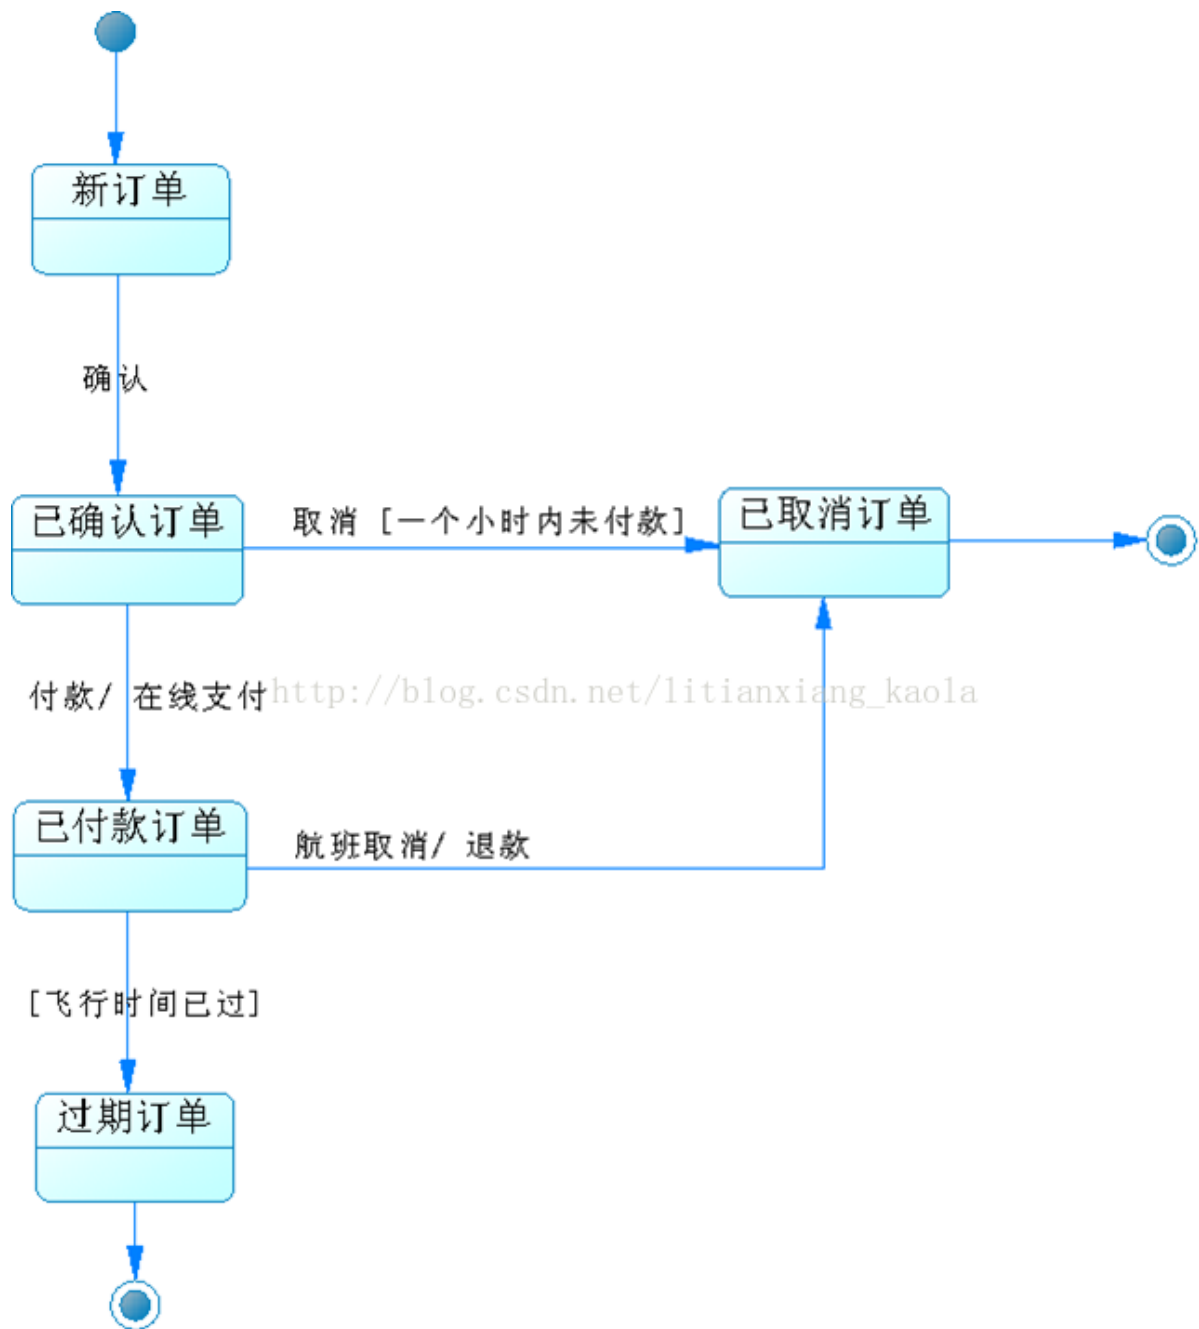 新订单
确认
已确认订单
取消 [一个小时内未付款]
已取消订单
付款/ 在线支付
http://blog.csdn.net/litianxiang_kaola
已付款订单
航班取消/ 退款
[飞行时间已过]
过期订单